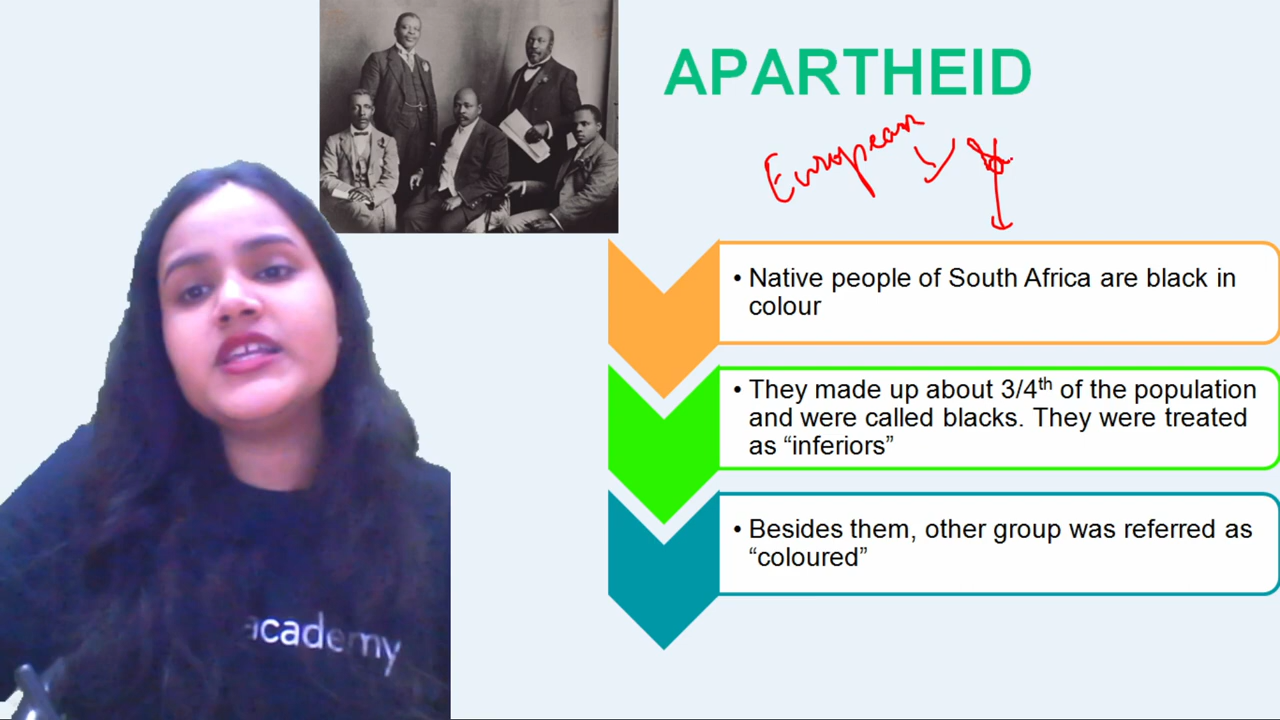 APARTHEID
European
• Native people of South Africa are black in
colour
• They made up about 3/4th of the population
and were called blacks. They were treated
as “inferiors”
• Besides them, other group was referred as
“coloured”
academy